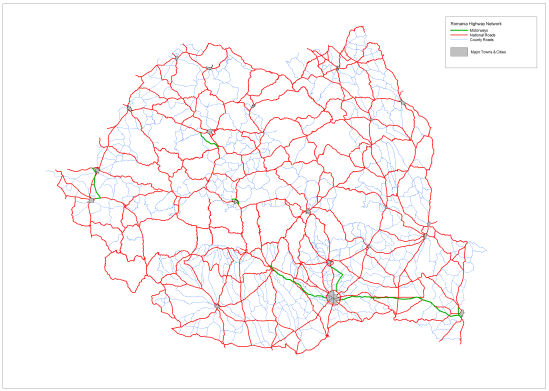 Romania Highway Network
Motorways
National Roads
County Roads
Major Towns & Cities